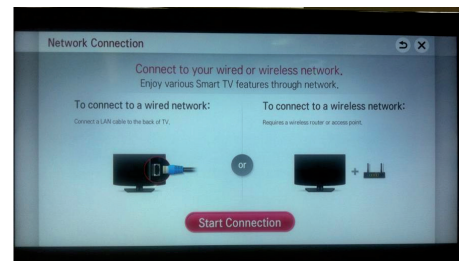 Network Connection
Connect to your wired or wireless network.
Enjoy various Smart TV features through network.
To connect to a wired network:
Connect a LAN cable to the back of TV.
or
To connect to a wireless network:
Requires a wireless router or access point.
+
Start Connection